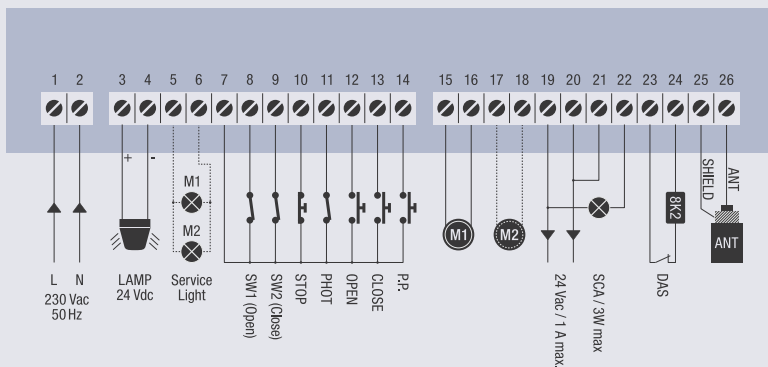 1 2 3 4 5 6 7 8 9 10 11 12 13 14 15 16 17 18 19 20 21 22 23 24 25 26
+ -
SHIELD
ANT
M1
M2
M1
M2
8K2
ANT
L N
230 Vac
50 Hz
LAMP
24 Vdc
Service
Light
SW1 (Open)
SW2 (Close)
STOP
PHOT
OPEN
CLOSE
P.P.
24 Vac / 1 A max.
SCA / 3W max
DAS